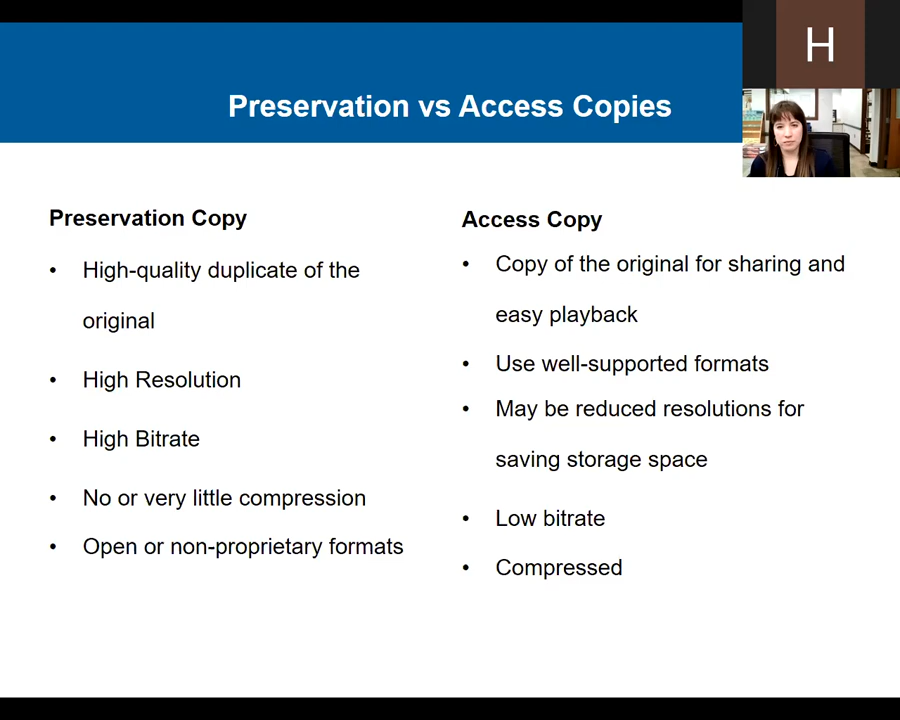 H
Preservation vs Access Copies
Preservation Copy
• High-quality duplicate of the
original
• High Resolution
• High Bitrate
• No or very little compression
• Open or non-proprietary formats
Access Copy
• Copy of the original for sharing and
easy playback
• Use well-supported formats
• May be reduced resolutions for
saving storage space
• Low bitrate
• Compressed